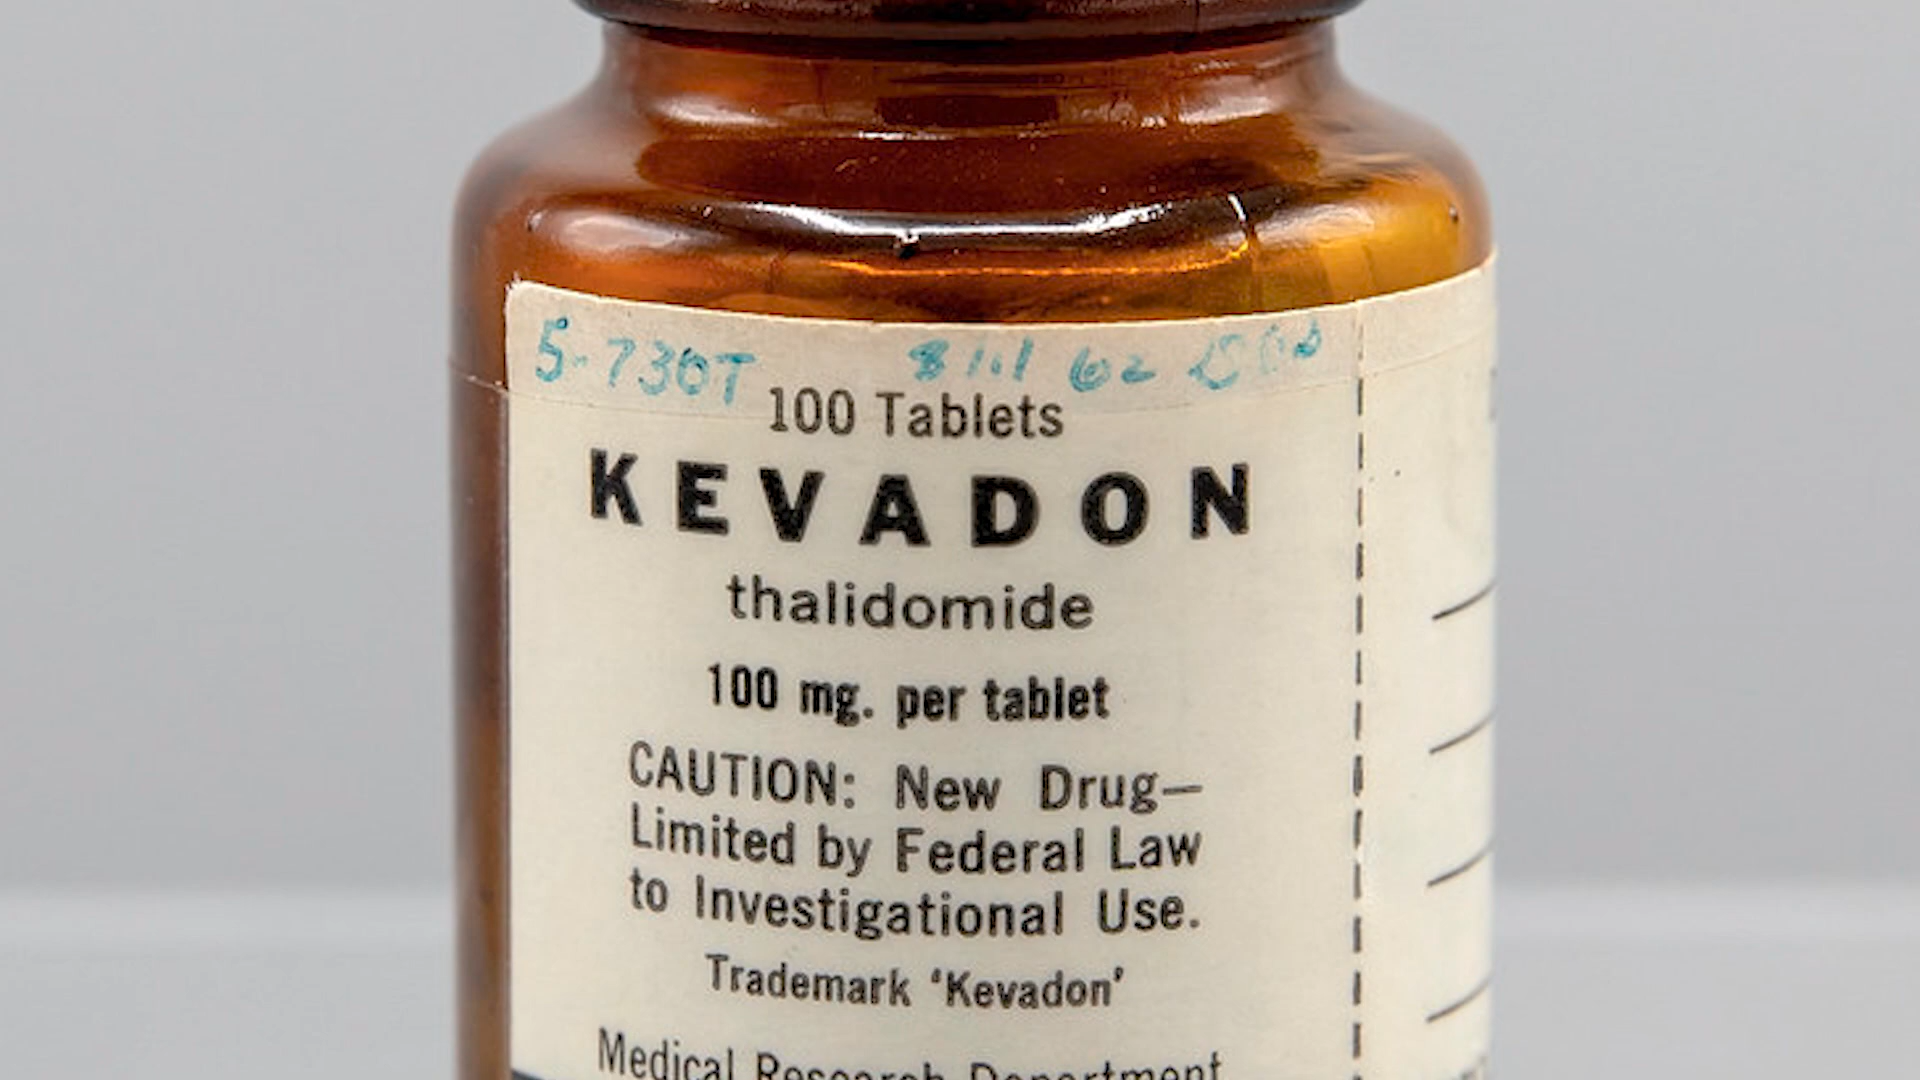 5-730T
100 Tablets
KEVADON
thalidomide
100 mg. per tablet
CAUTION: New Drug—
Limited by Federal Law
to Investigational Use.
Trademark ‘Kevadon’
Medical Research Department